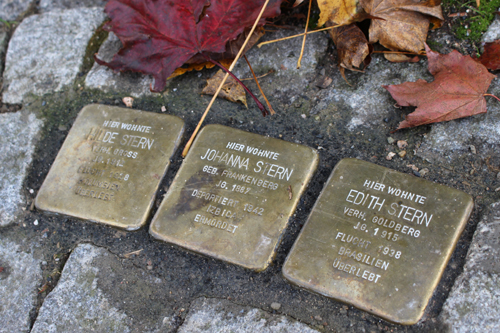 HIER WOHNTE
STERN
HIER WOHNTE
JOHANNA STERN
GEB. FRANKENBERG
JG. 1867
DEPORTIERT 1942
ERMORDET
HIER WOHNTE
EDITH STERN
VERH. GOLDBERG
JG. 1915
FLUCHT 1938
BRASILIEN
ÜBERLEBT